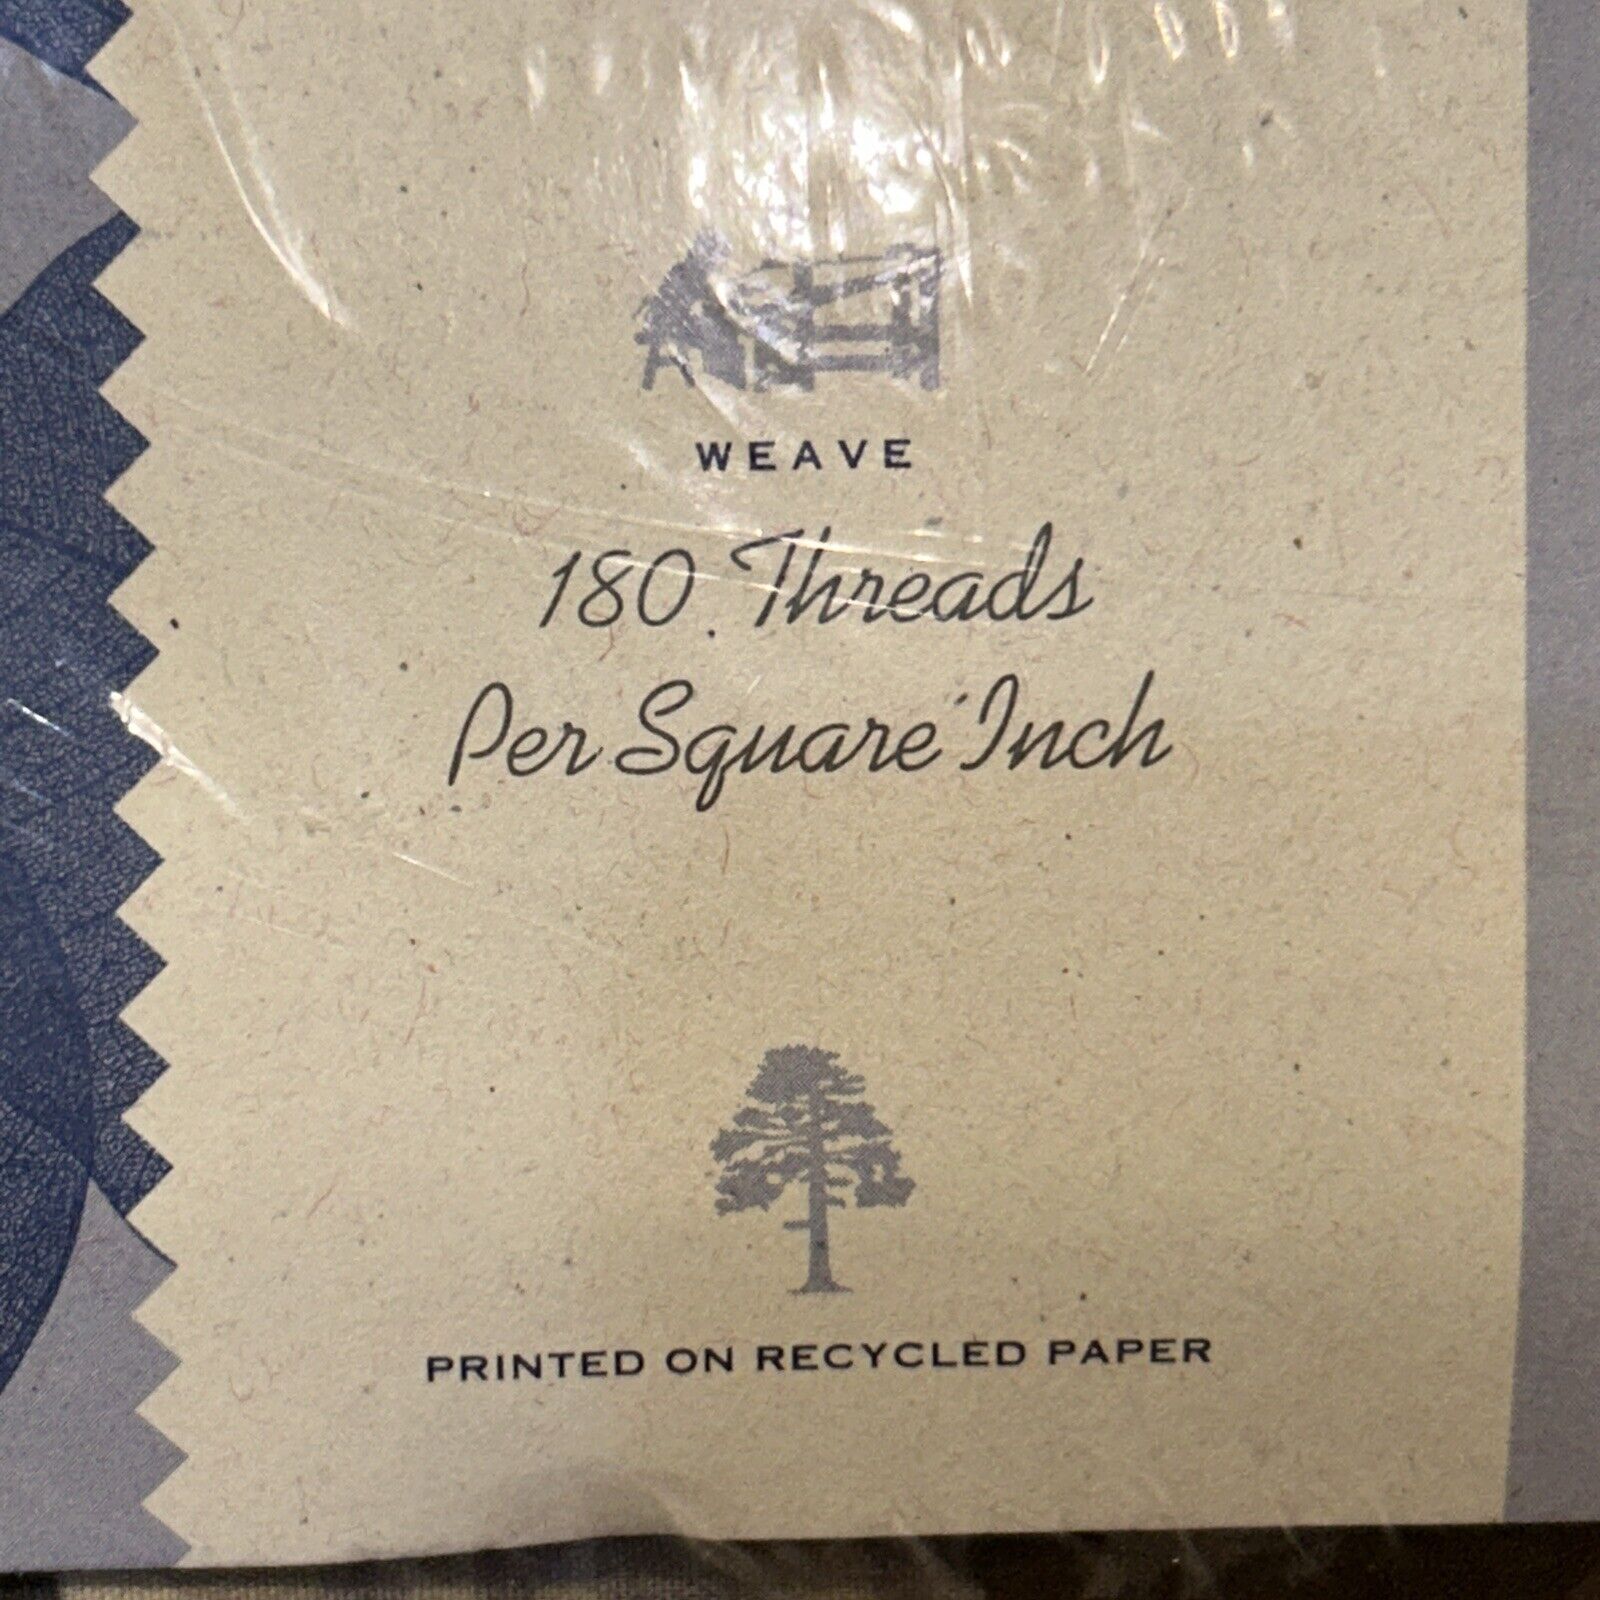 WEAVE
180 Threads
Per Square Inch
PRINTED ON RECYCLED PAPER